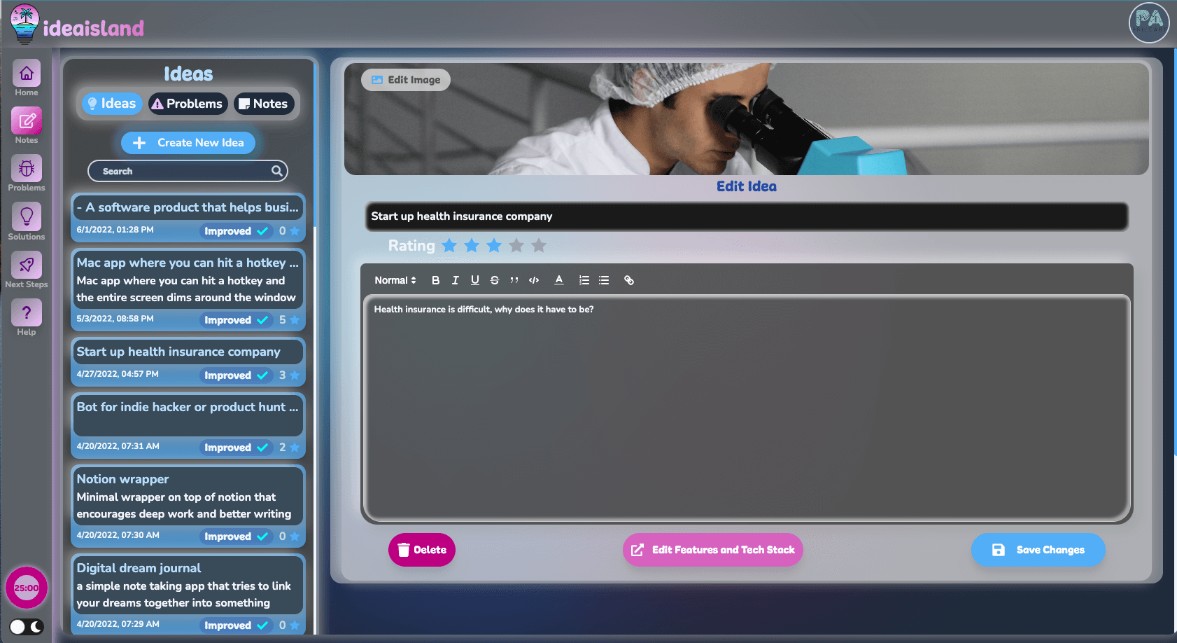 ideaisland
PA
Home
Notes
Problems
Solutions
Next Steps
?
Help
25:00
Ideas
Ideas
Problems
Notes
Create New Idea
Search
- A software product that helps busi...
6/1/2022, 01:28 PM
Improved
0
Mac app where you can hit a hotkey ...
Mac app where you can hit a hotkey and
the entire screen dims around the window
5/3/2022, 08:58 PM
Improved
5
Start up health insurance company
4/27/2022, 04:57 PM
Improved
3
Bot for indie hacker or product hunt ...
4/20/2022, 07:31 AM
Improved
2
Notion wrapper
Minimal wrapper on top of notion that
encourages deep work and better writing
4/20/2022, 07:30 AM
Improved
0
Digital dream journal
a simple note taking app that tries to link
your dreams together into something
4/20/2022, 07:29 AM
Improved
0
Edit Image
Edit Idea
Start up health insurance company
Rating
Normal B I U S ” </> A
Health insurance is difficult, why does it have to be?
Delete
Edit Features and Tech Stack
Save Changes